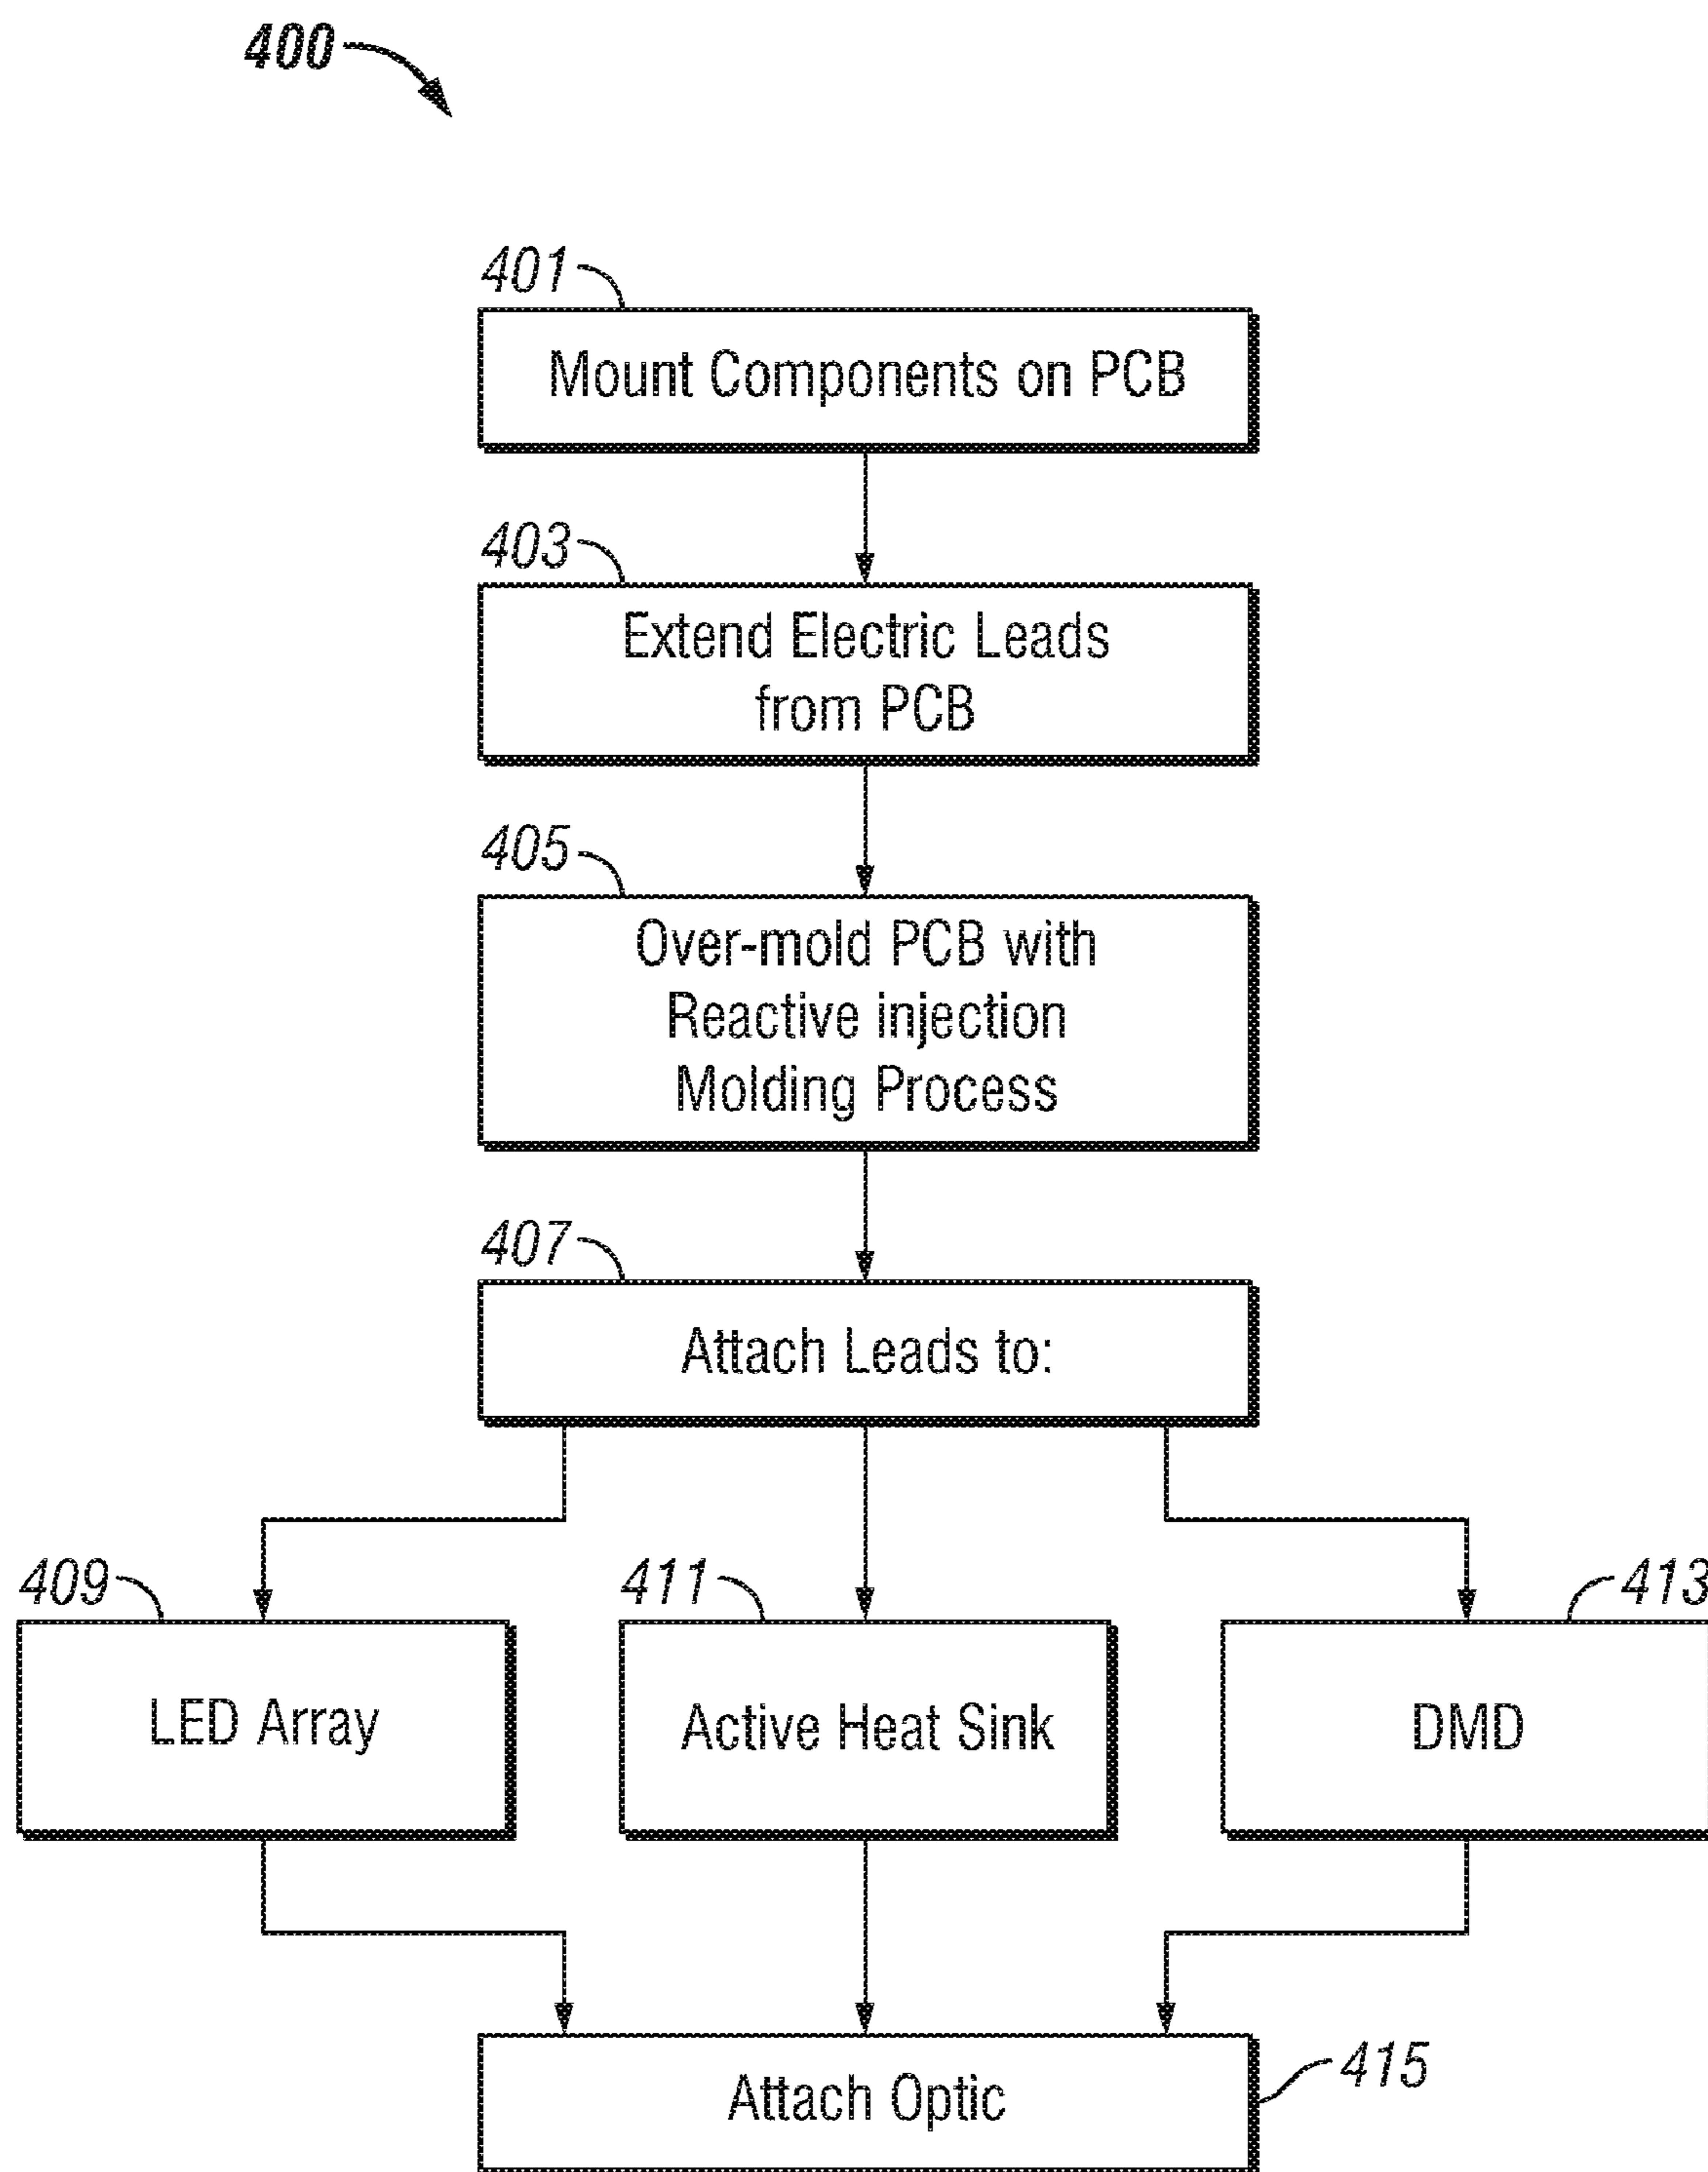 400
401
Mount Components on PCB
403
Extend Electric Leads
from PCB
405
Over-mold PCB with
Reactive injection
Molding Process
407
Attach Leads to:
409
411
413
LED Array
Active Heat Sink
DMD
Attach Optic
415